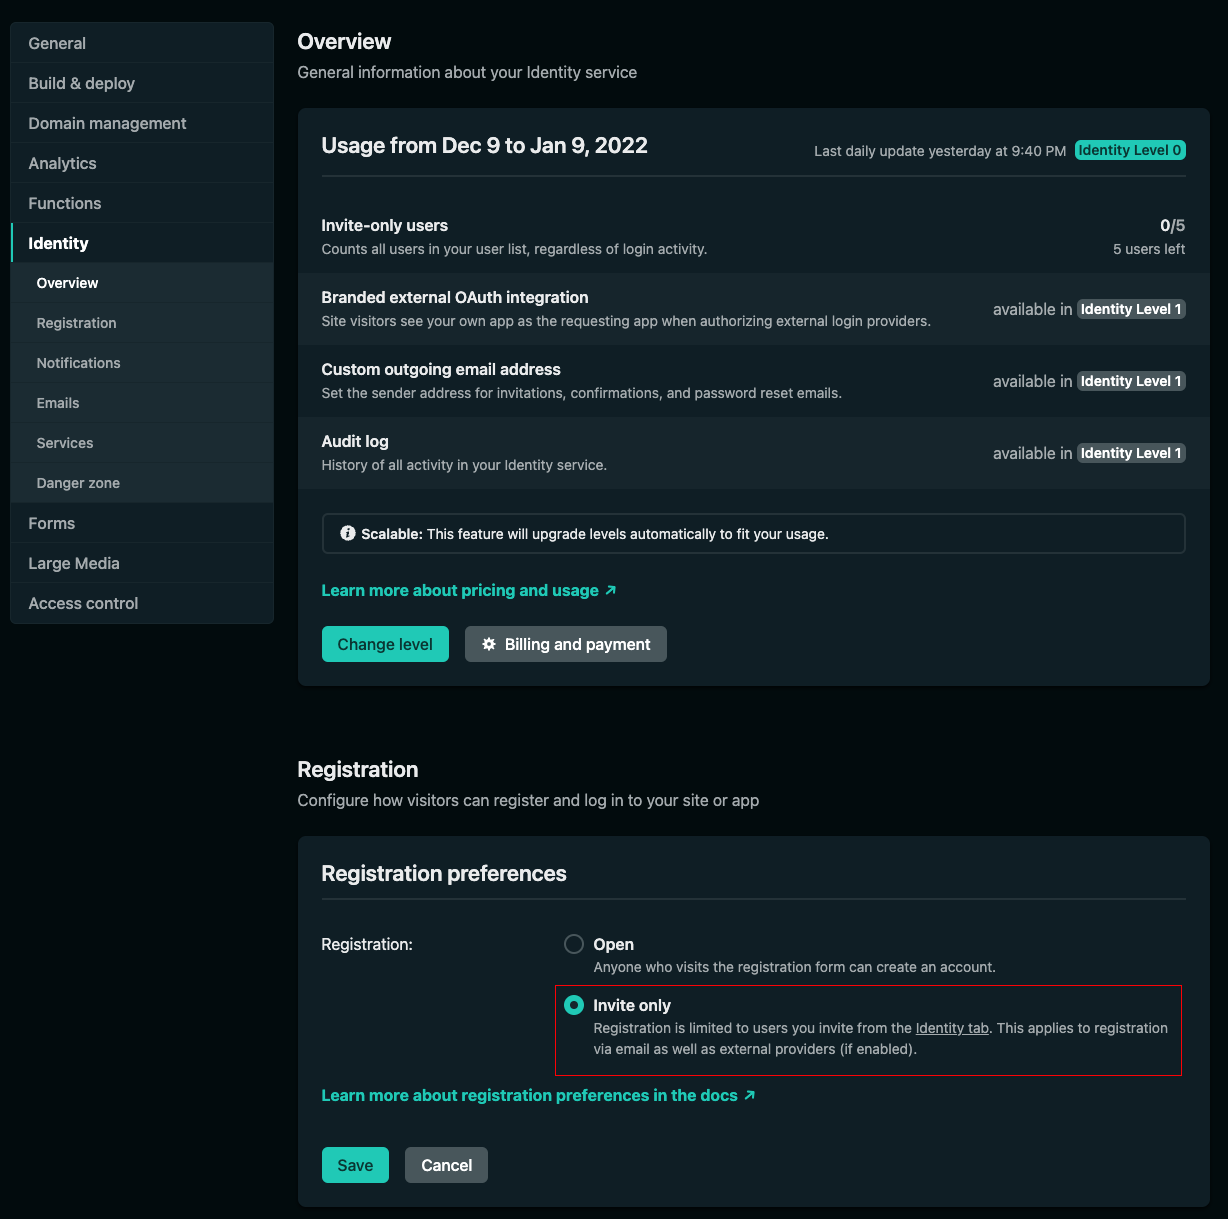 General
Build & deploy
Domain management
Analytics
Functions
Identity
Overview
Registration
Notifications
Emails
Services
Danger zone
Forms
Large Media
Access control
Overview
General information about your Identity service
Usage from Dec 9 to Jan 9, 2022
Last daily update yesterday at 9:40 PM Identity Level 0
Invite-only users
0/5
Counts all users in your user list, regardless of login activity.
5 users left
Branded external OAuth integration
Site visitors see your own app as the requesting app when authorizing external login providers.
available in Identity Level 1
Custom outgoing email address
Set the sender address for invitations, confirmations, and password reset emails.
available in Identity Level 1
Audit log
History of all activity in your Identity service.
available in Identity Level 1
Scalable: This feature will upgrade levels automatically to fit your usage.
Learn more about pricing and usage
Change level
Billing and payment
Registration
Configure how visitors can register and log in to your site or app
Registration preferences
Registration:
Open
Anyone who visits the registration form can create an account.
Invite only
Registration is limited to users you invite from the Identity tab. This applies to registration
via email as well as external providers (if enabled).
Learn more about registration preferences in the docs
Save
Cancel